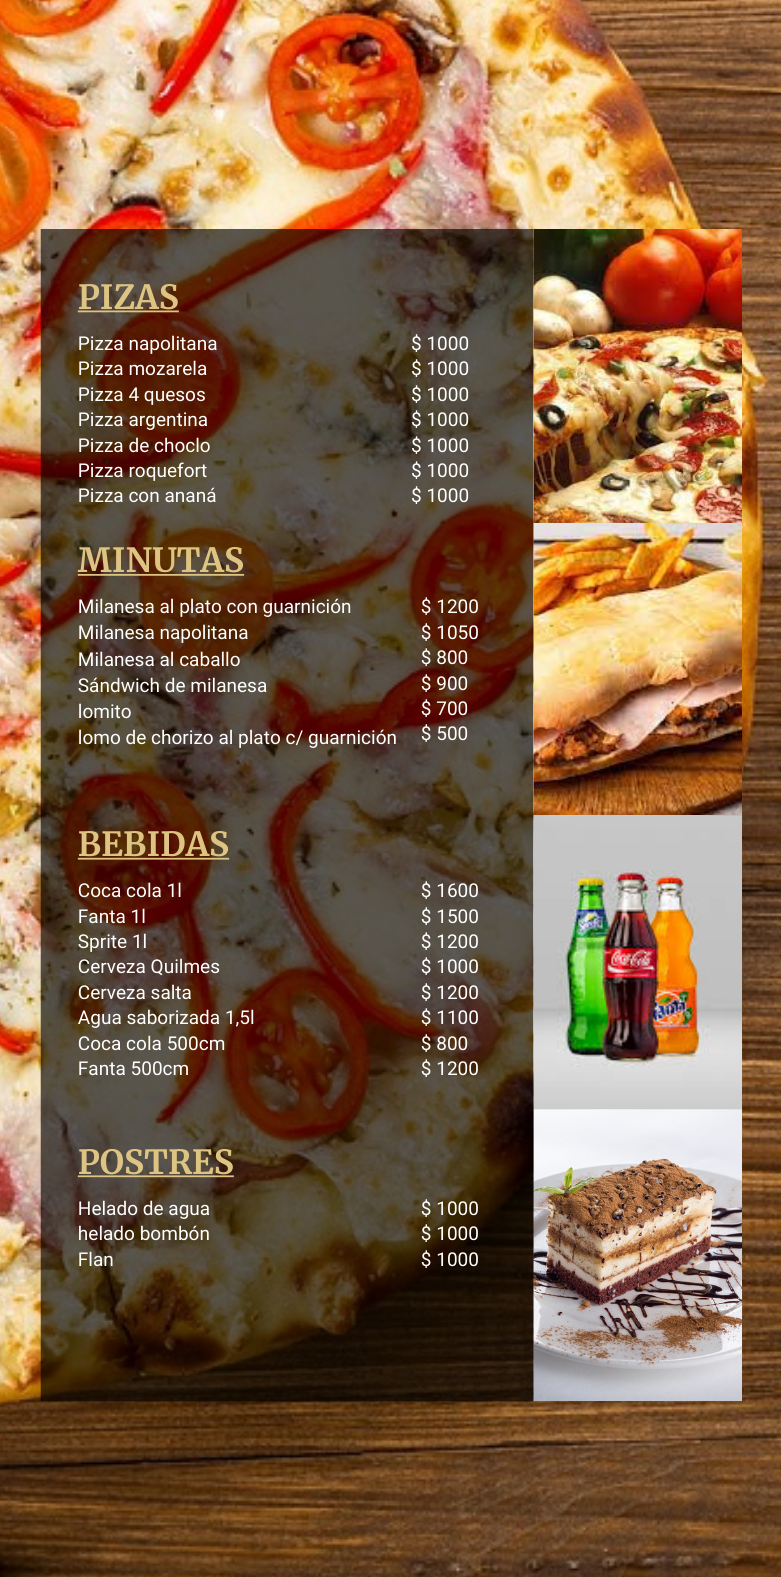 PIZAS
Pizza napolitana $ 1000
Pizza mozarela $ 1000
Pizza 4 quesos $ 1000
Pizza argentina $ 1000
Pizza de choclo $ 1000
Pizza roquefort $ 1000
Pizza con ananá $ 1000
MINUTAS
Milanesa al plato con guarnición $ 1200
Milanesa napolitana $ 1050
Milanesa al caballo $ 800
Sándwich de milanesa $ 900
lomito $ 700
lomo de chorizo al plato c/ guarnición $ 500
BEBIDAS
Coca cola 1l $ 1600
Fanta 1l $ 1500
Sprite 1l $ 1200
Cerveza Quilmes $ 1000
Cerveza salta $ 1200
Agua saborizada 1,5l $ 1100
Coca cola 500cm $ 800
Fanta 500cm $ 1200
Sprite
Coca-Cola
Fanta
POSTRES
Helado de agua $ 1000
helado bombón $ 1000
Flan $ 1000